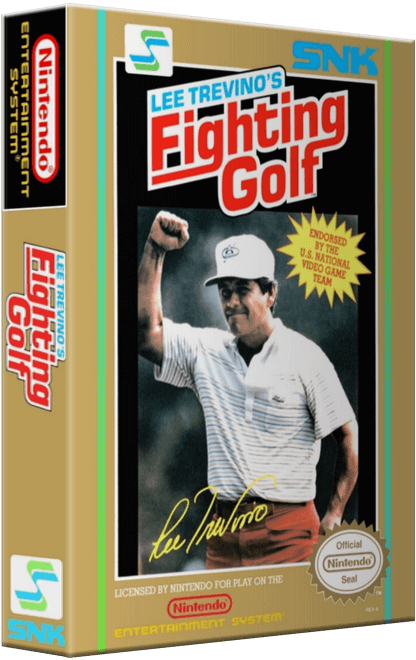 Nintendo®
ENTERTAINMENT
SYSTEM®
LEE TREVINO'S
Fighting
Golf
S
SNK
S
SNK
LEE TREVINO'S
Fighting
Golf
ENDORSED
BY THE
U.S. NATIONAL
VIDEO GAME
TEAM
Lee Trevino
Official
Nintendo
Seal
TM
LICENSED BY NINTENDO FOR PLAY ON THE
Nintendo
ENTERTAINMENT SYSTEM®